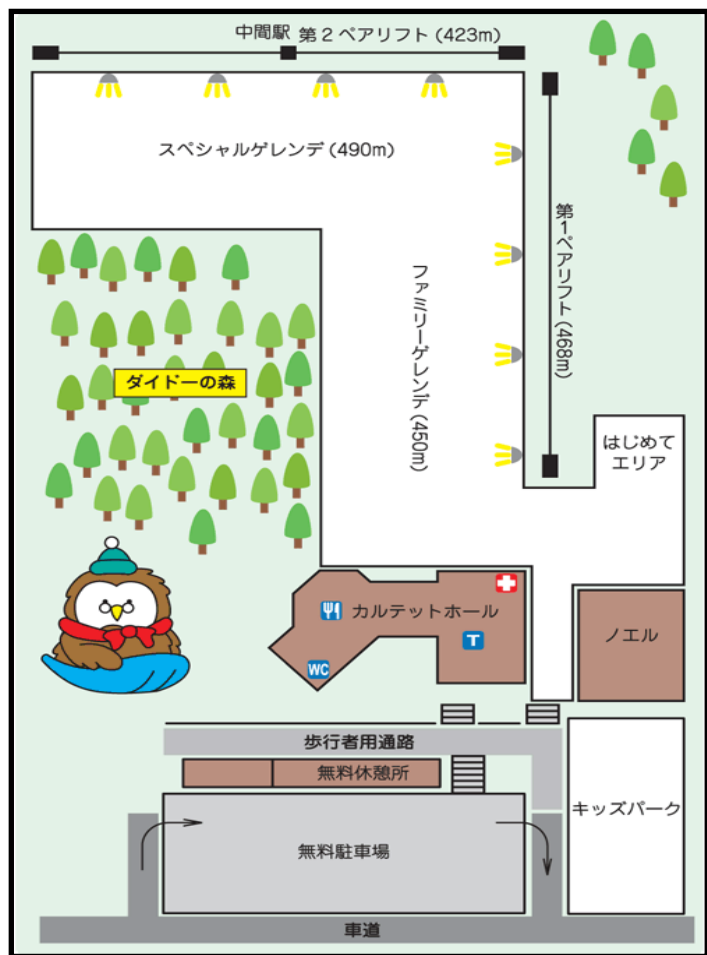 中間駅 第2ペアリフト(423m)
スペシャルゲレンデ(490m)
第1ペアリフト(468m)
ファミリーゲレンデ(450m)
ダイドーの森
はじめて
エリア
カルテットホール
T
WC
ノエル
歩行者用通路
無料休憩所
キッズパーク
無料駐車場
車道